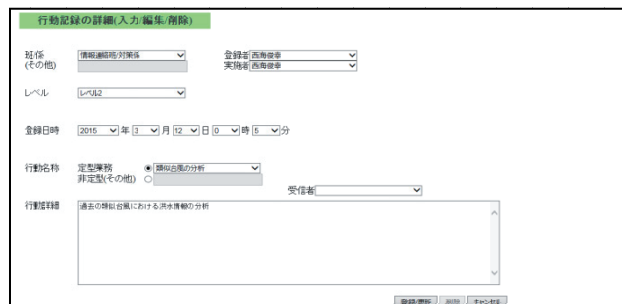 行動記録の詳細(入力/編集/削除)
班/係 情報連絡班/対策係 登録者 西海俊幸
(その他) 実施者 西海俊幸
レベル レベル2
登録日時 2015 年 3 月 12 日 0 時 5 分
行動名称 定型業務 類似台風の分析
非定型(その他)
受信者
行動詳細 過去の類似台風における洪水情報の分析
登録/更新 削除 キャンセル